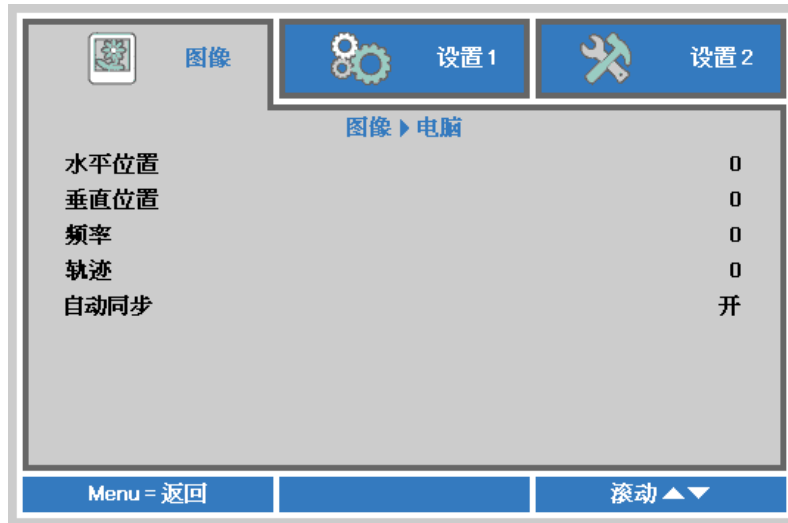 图像 设置 1 设置 2
图像▶电脑
水平位置 0
垂直位置 0
频率 0
轨迹 0
自动同步 开
Menu = 返回 滚动▲▼